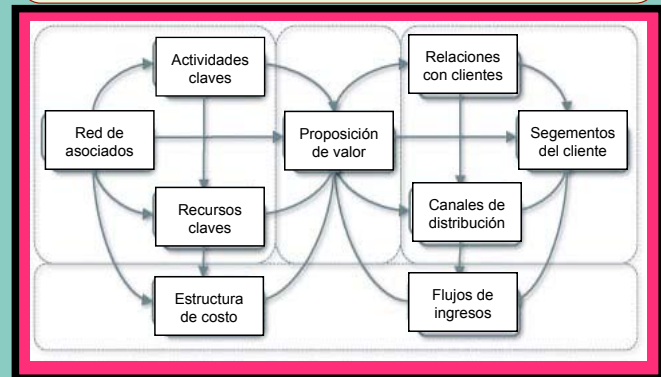 Actividades
claves
Relaciones
con clientes
Red de
asociados
Proposición
de valor
Segementos
del cliente
Recursos
claves
Canales de
distribución
Estructura
de costo
Flujos de
ingresos